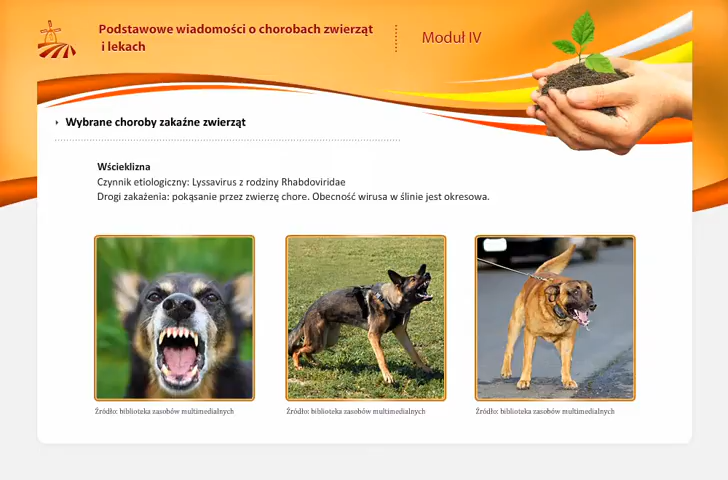 Podstawowe wiadomości o chorobach zwierząt
i lekach
Moduł IV
Wybrane choroby zakaźne zwierząt
Wścieklizna
Czynnik etiologiczny: Lyssavirus z rodziny Rhabdoviridae
Drogi zakażenia: pokąsanie przez zwierzę chore. Obecność wirusa w ślinie jest okresowa.
Źródło: biblioteka zasobów multimedialnych
Źródło: biblioteka zasobów multimedialnych
Źródło: biblioteka zasobów multimedialnych